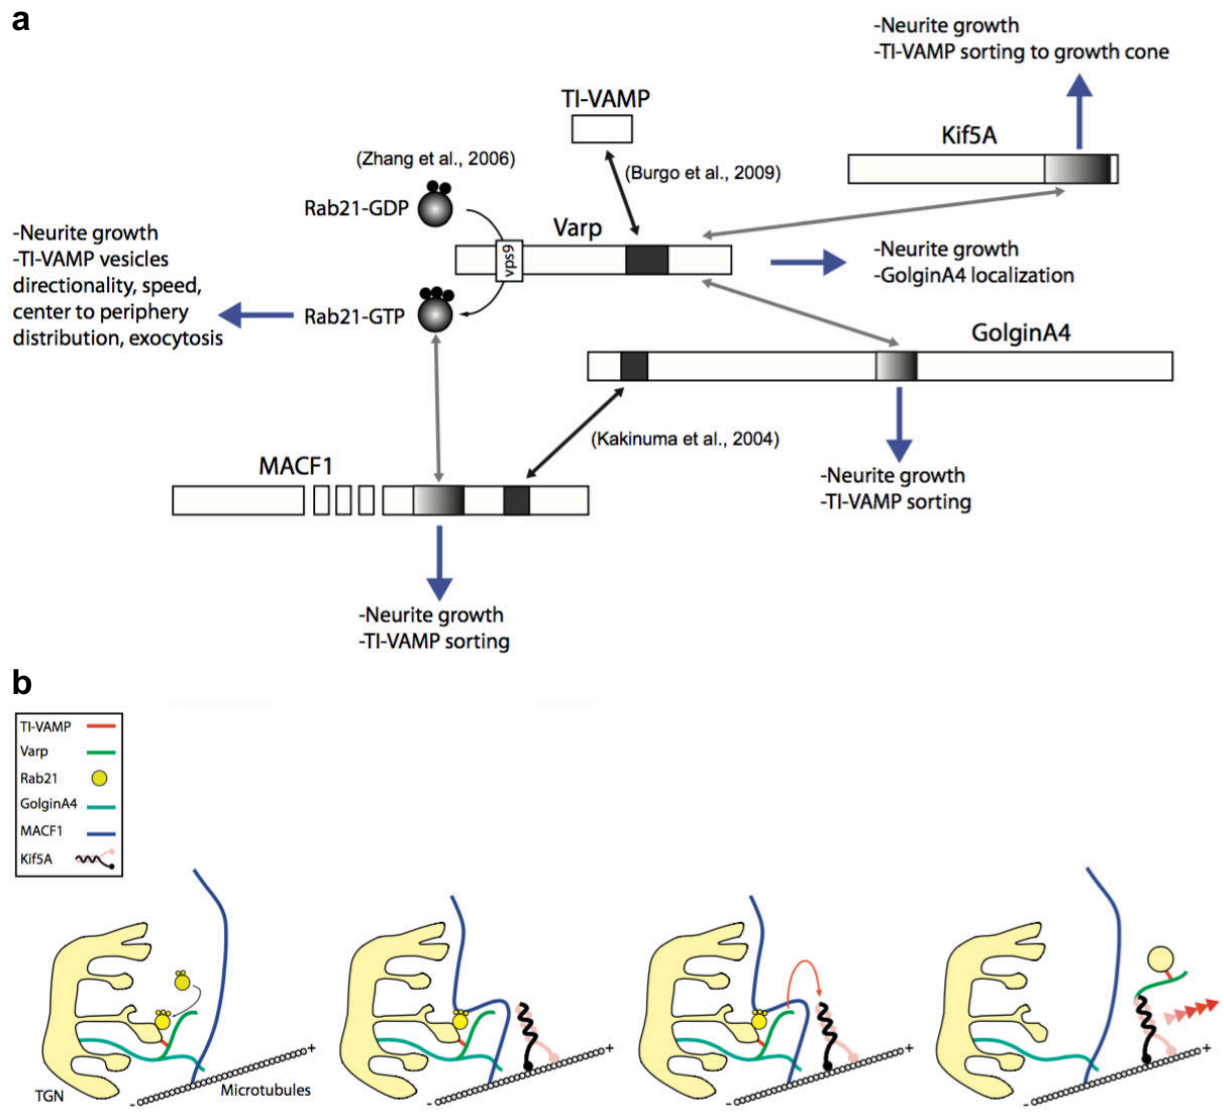 a
-Neurite growth
-TI-VAMP sorting to growth cone
TI-VAMP
Kif5A
(Zhang et al., 2006)
(Burgo et al., 2009)
Rab21-GDP
Varp
vps9
-Neurite growth
-TI-VAMP vesicles
directionality, speed,
center to periphery
distribution, exocytosis
-Neurite growth
-GolginA4 localization
Rab21-GTP
GolginA4
(Kakinuma et al., 2004)
MACF1
-Neurite growth
-TI-VAMP sorting
-Neurite growth
-TI-VAMP sorting
b
TI-VAMP
Varp
Rab21
GolginA4
MACF1
Kif5A
TGN
Microtubules
-
+
-
+
-
+
-
+